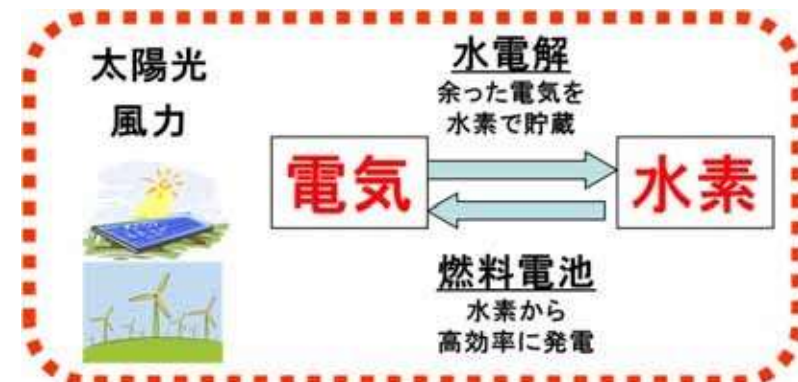 太陽光
風力
水電解
余った電気を
水素で貯蔵
電気
水素
燃料電池
水素から
高効率に発電